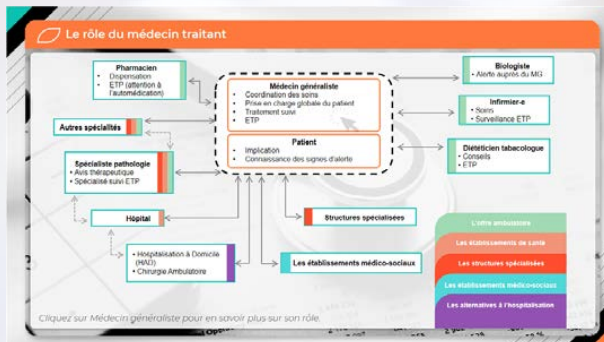 Le rôle du médecin traitant
Pharmacien
• Dispensation
• ETP (attention à
l'automédication)
Autres spécialités
Spécialiste pathologie
• Avis thérapeutique
• Spécialisé suivi ETP
Hôpital
• Hospitalisation à Domicile
(HAD)
• Chirurgie Ambulatoire
Médecin généraliste
• Coordination des soins
• Prise en charge globale du patient
• Traitement suivi
• ETP
Patient
• Implication
• Connaissance des signes d'alerte
Structures spécialisées
Les établissements médico-sociaux
Biologiste
• Alerte auprès du MG
Infirmier-e
• Soins
• Surveillance ETP
Diététicien tabacologue
• Conseils
• ETP
L'offre ambulatoire
Les établissements de santé
Les structures spécialisées
Les établissements médico-sociaux
Les alternatives à l'hospitalisation
Cliquez sur Médecin généraliste pour en savoir plus sur son rôle.